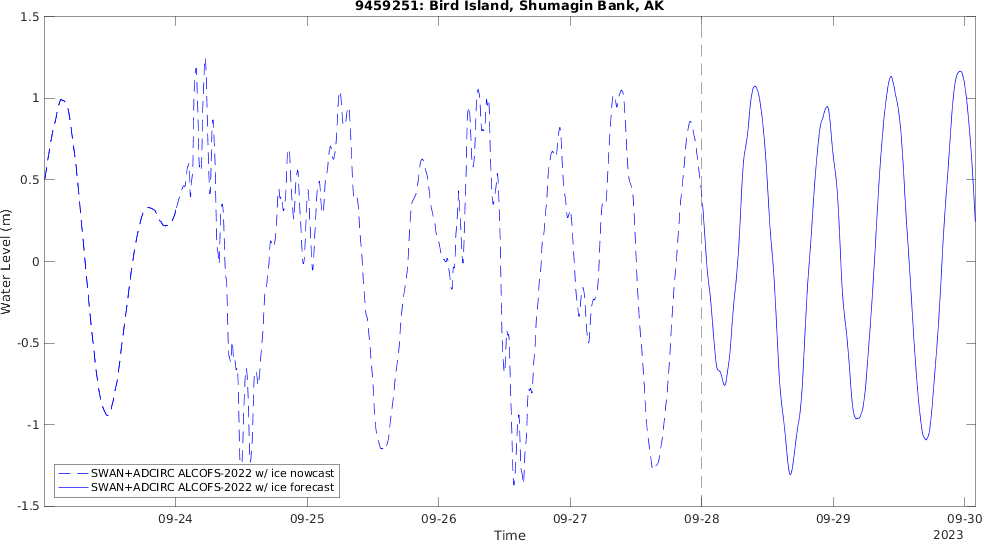 9459251: Bird Island, Shumagin Bank, AK
1.5
1
0.5
0
-0.5
-1
-1.5
Water Level (m)
SWAN+ADCIRC ALCOFS-2022 w/ ice nowcast
SWAN+ADCIRC ALCOFS-2022 w/ ice forecast
09-24 09-25 09-26 09-27 09-28 09-29 09-30
Time
2023